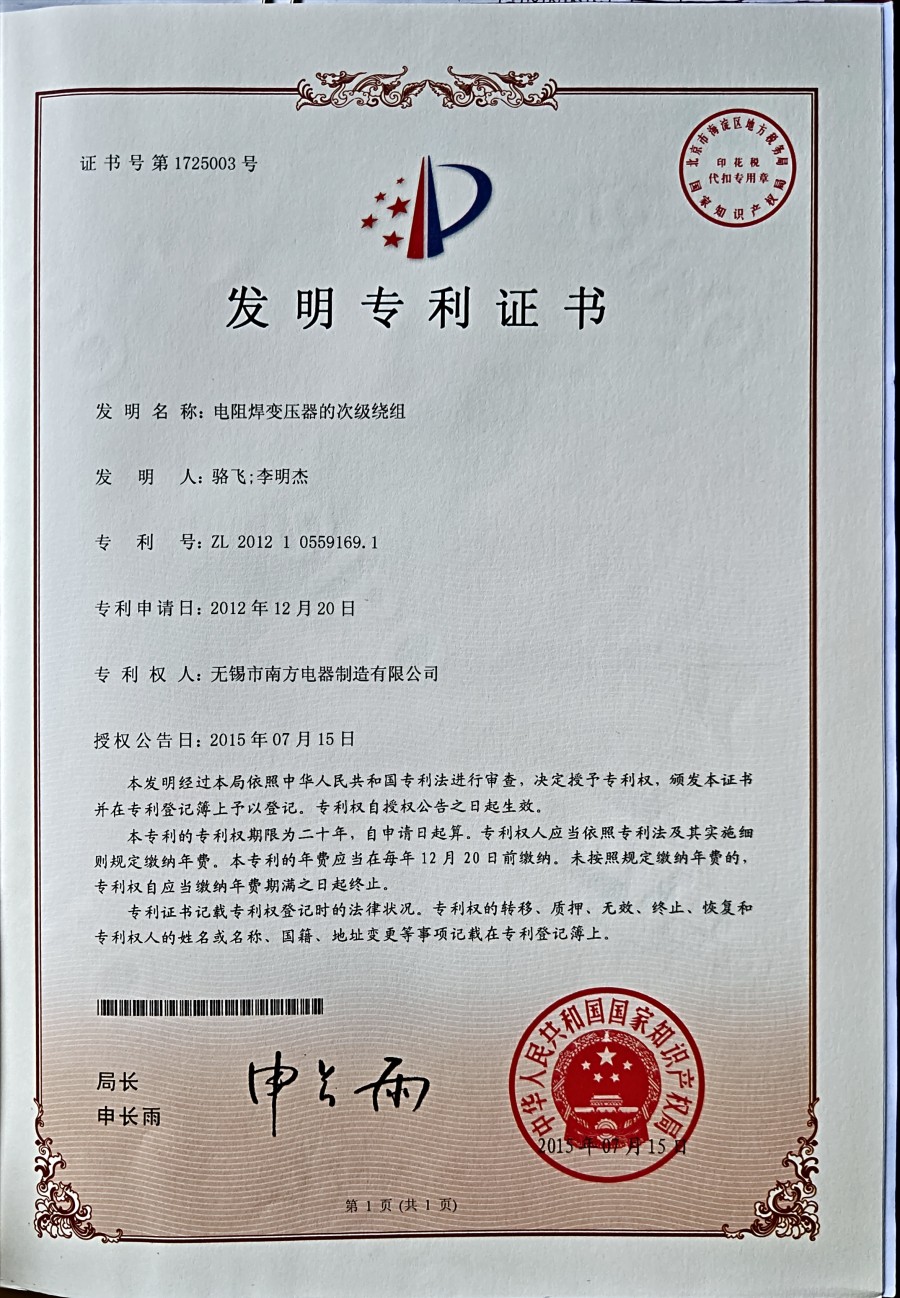 证书号第1725003号
北京市海淀区地方税务局
印花税
代扣专用章
国家知识产权局
发明专利证书
发明名称：电阻焊变压器的次级绕组
发明人：骆飞;李明杰
专利号：ZL 2012 1 0559169.1
专利申请日：2012年12月20日
专利权人：无锡市南方电器制造有限公司
授权公告日：2015年07月15日
本发明经过本局依照中华人民共和国专利法进行审查，决定授予专利权，颁发本证书
并在专利登记簿上予以登记。专利权自授权公告之日起生效。
本专利的专利权期限为二十年，自申请日起算。专利权人应当依照专利法及其实施细
则规定缴纳年费。本专利的年费应当在每年12月20日前缴纳。未按照规定缴纳年费的，
专利权自应当缴纳年费期满之日起终止。
专利证书记载专利权登记时的法律状况。专利权的转移、质押、无效、终止、恢复和
专利权人的姓名或名称、国籍、地址变更等事项记载在专利登记簿上。
局长
申长雨
申长雨
中华人民共和国国家知识产权局
2015年07月15日
第1页(共1页)